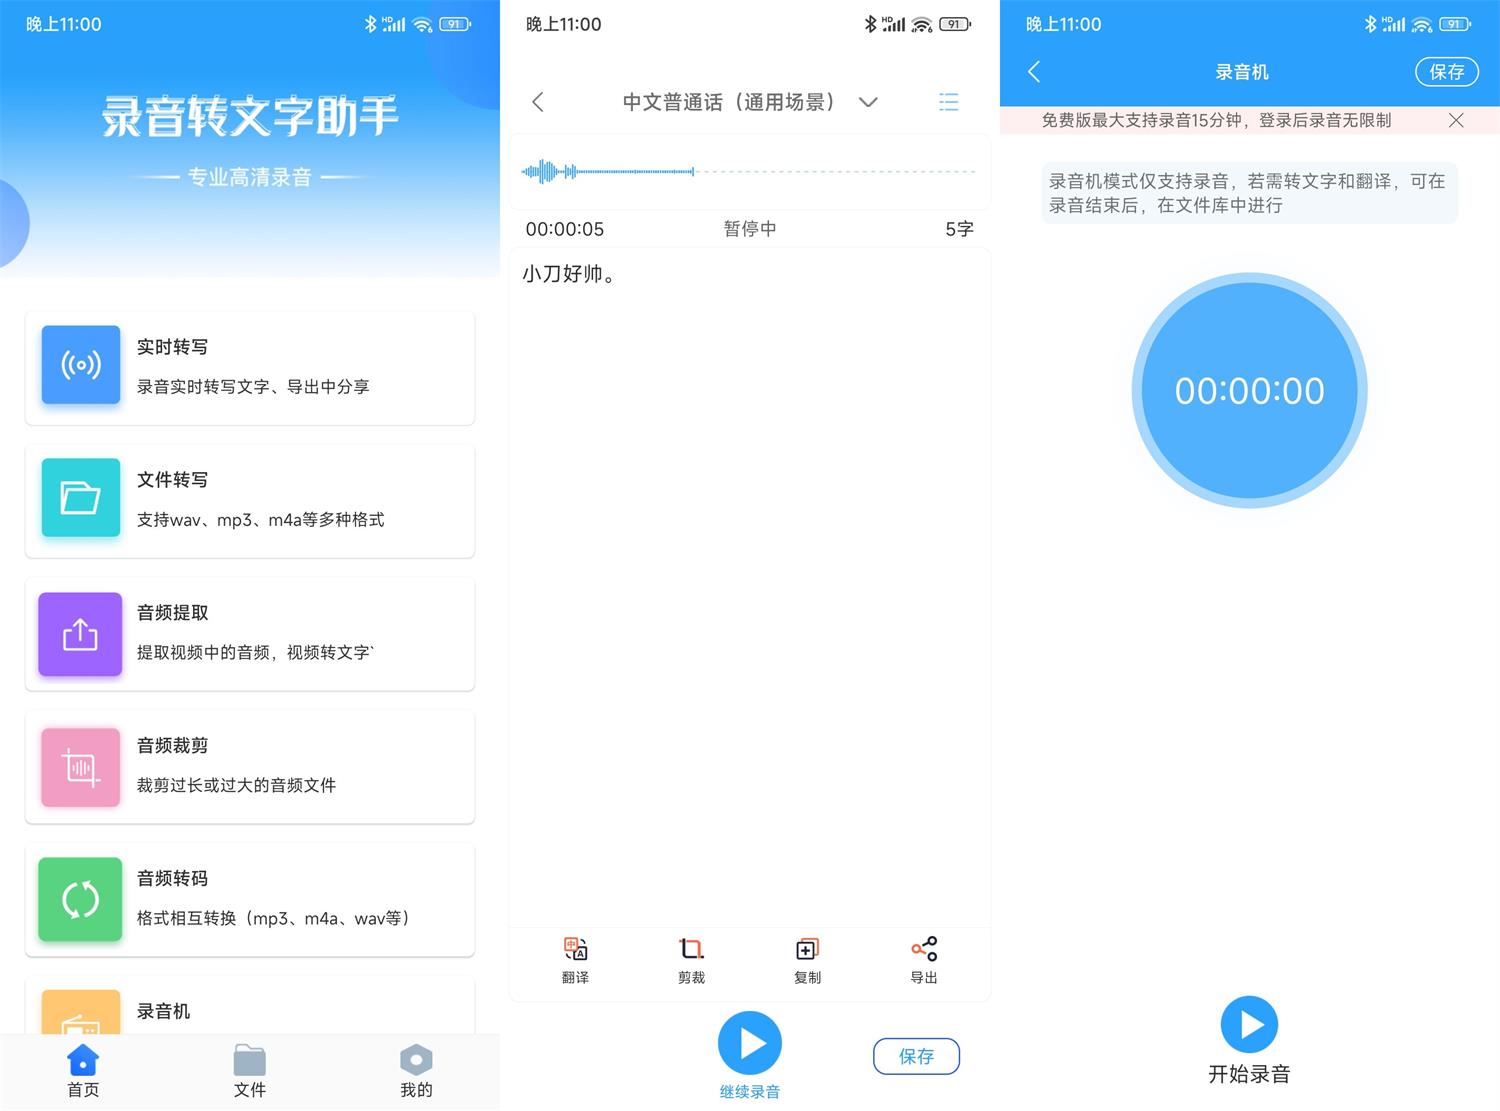 晚上11:00
HD
91
录音转文字助手
专业高清录音
实时转写
录音实时转写文字、导出中分享
文件转写
支持wav、mp3、m4a等多种格式
音频提取
提取视频中的音频，视频转文字`
音频裁剪
裁剪过长或过大的音频文件
音频转码
格式相互转换（mp3、m4a、wav等）
录音机
首页
文件
我的
晚上11:00
HD
91
中文普通话（通用场景）
00:00:05
暂停中
5字
小刀好帅。
中
A
翻译
剪裁
复制
导出
继续录音
保存
晚上11:00
HD
91
录音机
保存
免费版最大支持录音15分钟，登录后录音无限制
录音机模式仅支持录音，若需转文字和翻译，可在
录音结束后，在文件库中进行
00:00:00
开始录音